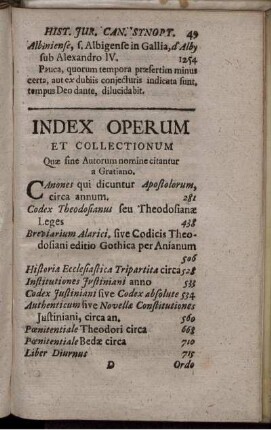 HIST. JUR. CAN. SYNOPT. 49
Albiniense, s. Albigense in Gallia, d'Alby
sub Alexandro IV. 1254
Pauca, quorum tempora præsertim minus
certa, aut ex dubiis conjecturis indicata sunt,
tempus Deo dante, dilucidabit.
INDEX OPERUM
ET COLLECTIONUM
Quæ sine Autorum nomine citantur
a Gratiano.
CAnones qui dicuntur Apostolorum,
circa annum. 281
Codex Theodosianus seu Theodosianæ
Leges 438
Breviarium Alarici, sive Codicis Theo-
dosiani editio Gothica per Anianum
506
Historia Ecclesiastica Tripartita circa 528
Institutiones Justiniani anno 533
Codex Justiniani sive Codex absolute 534
Authenticum sive Novellæ Constitutiones
Justiniani, circa an. 560
Pœnitentiale Theodori circa 668
Pœnitentiale Bedæ circa 710
Liber Diurnus 715
D Ordo